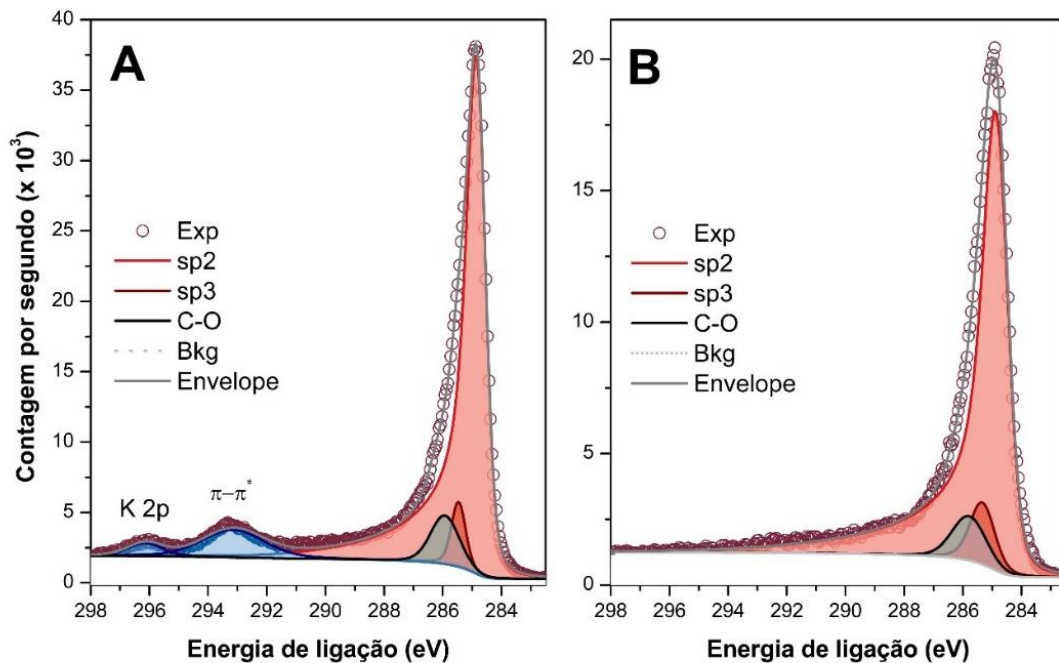 A
Contagem por segundo (x 10³)
40
35
30
25
20
15
10
5
0
Exp
sp2
sp3
C-O
Bkg
Envelope
K 2p
π−π*
298 296 294 292 290 288 286 284
Energia de ligação (eV)
B
20
15
10
5
0
Exp
sp2
sp3
C-O
Bkg
Envelope
298 296 294 292 290 288 286 284
Energia de ligação (eV)